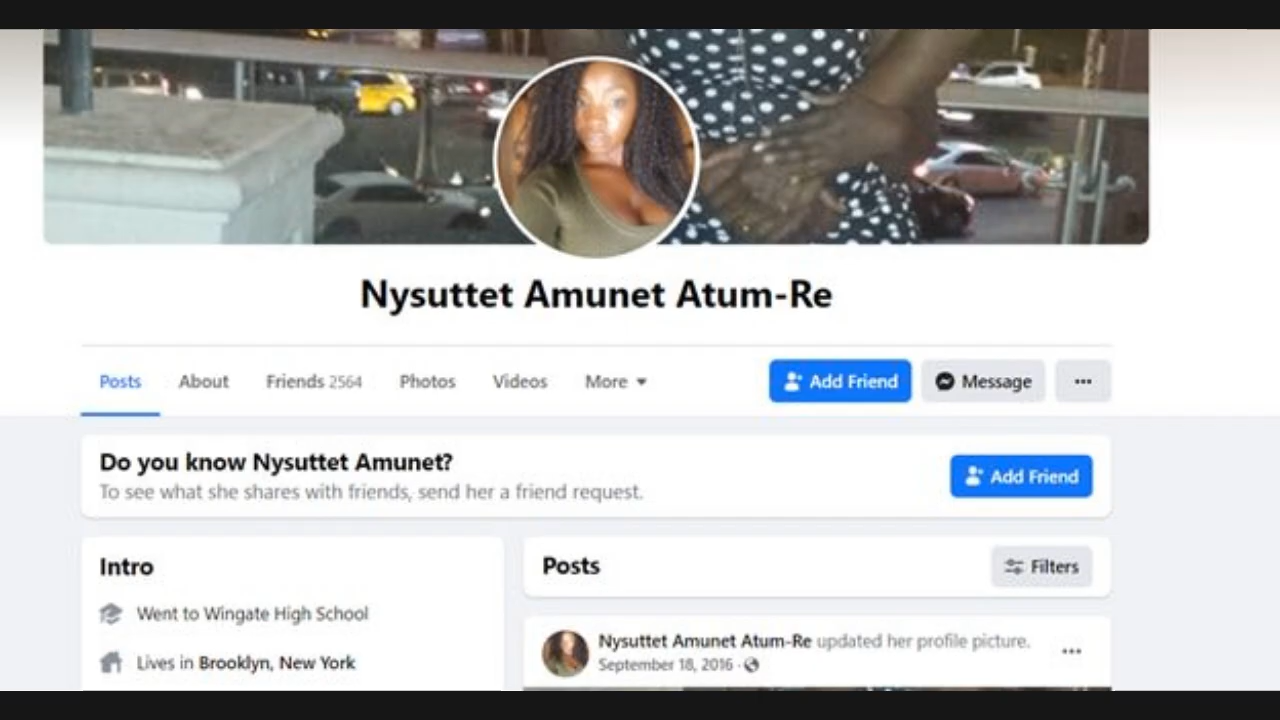 Nysuttet Amunet Atum-Re
Posts About Friends 2564 Photos Videos More Add Friend Message
Do you know Nysuttet Amunet?
To see what she shares with friends, send her a friend request.
Add Friend
Intro
Went to Wingate High School
Lives in Brooklyn, New York
Posts Filters
Nysuttet Amunet Atum-Re updated her profile picture.
September 18, 2016 ·